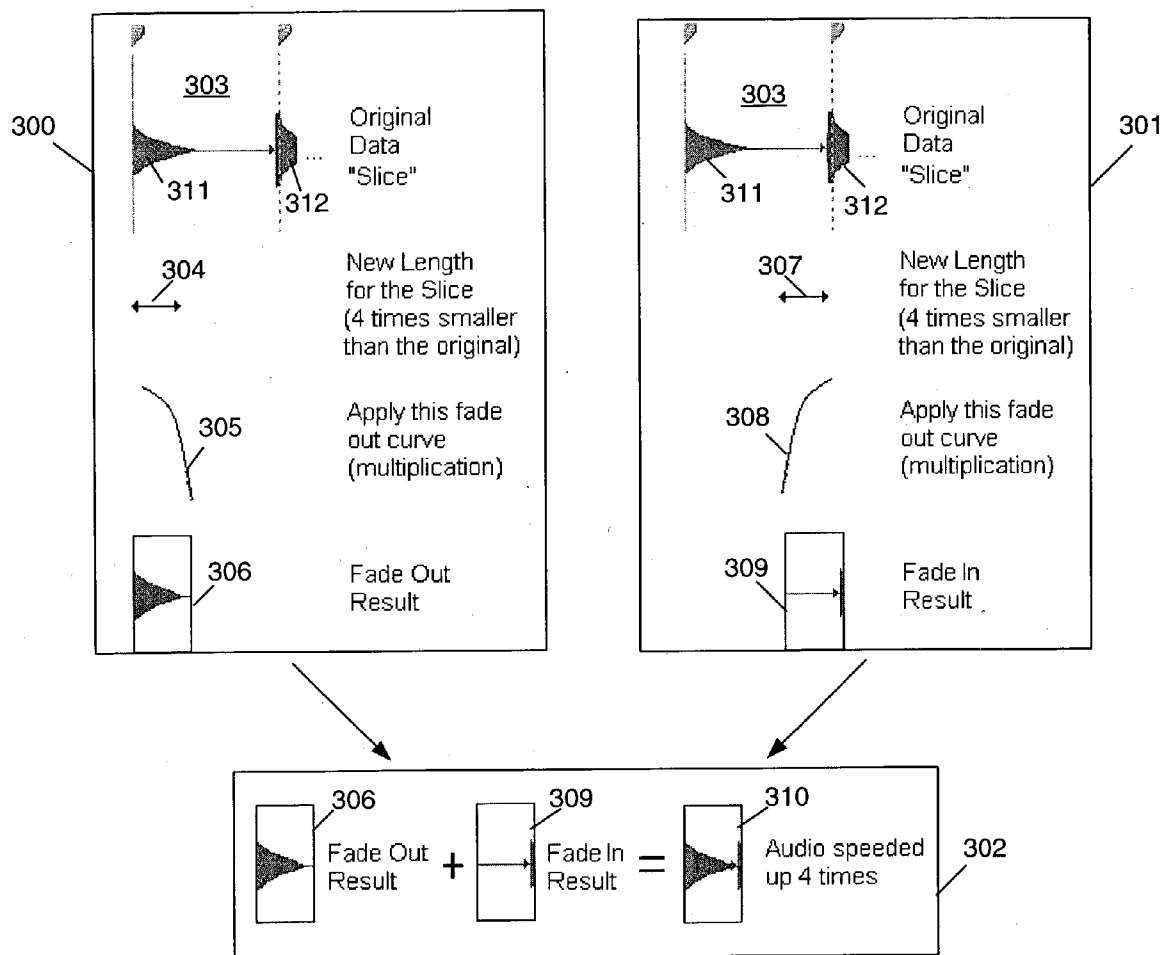 300
303
Original
Data
"Slice"
311
312
...
304
New Length
for the Slice
(4 times smaller
than the original)
305
Apply this fade
out curve
(multiplication)
306
Fade Out
Result
301
303
Original
Data
"Slice"
311
312
...
307
New Length
for the Slice
(4 times smaller
than the original)
308
Apply this fade
out curve
(multiplication)
309
Fade In
Result
306
Fade Out
Result
+
309
Fade In
Result
=
310
Audio speeded
up 4 times
302